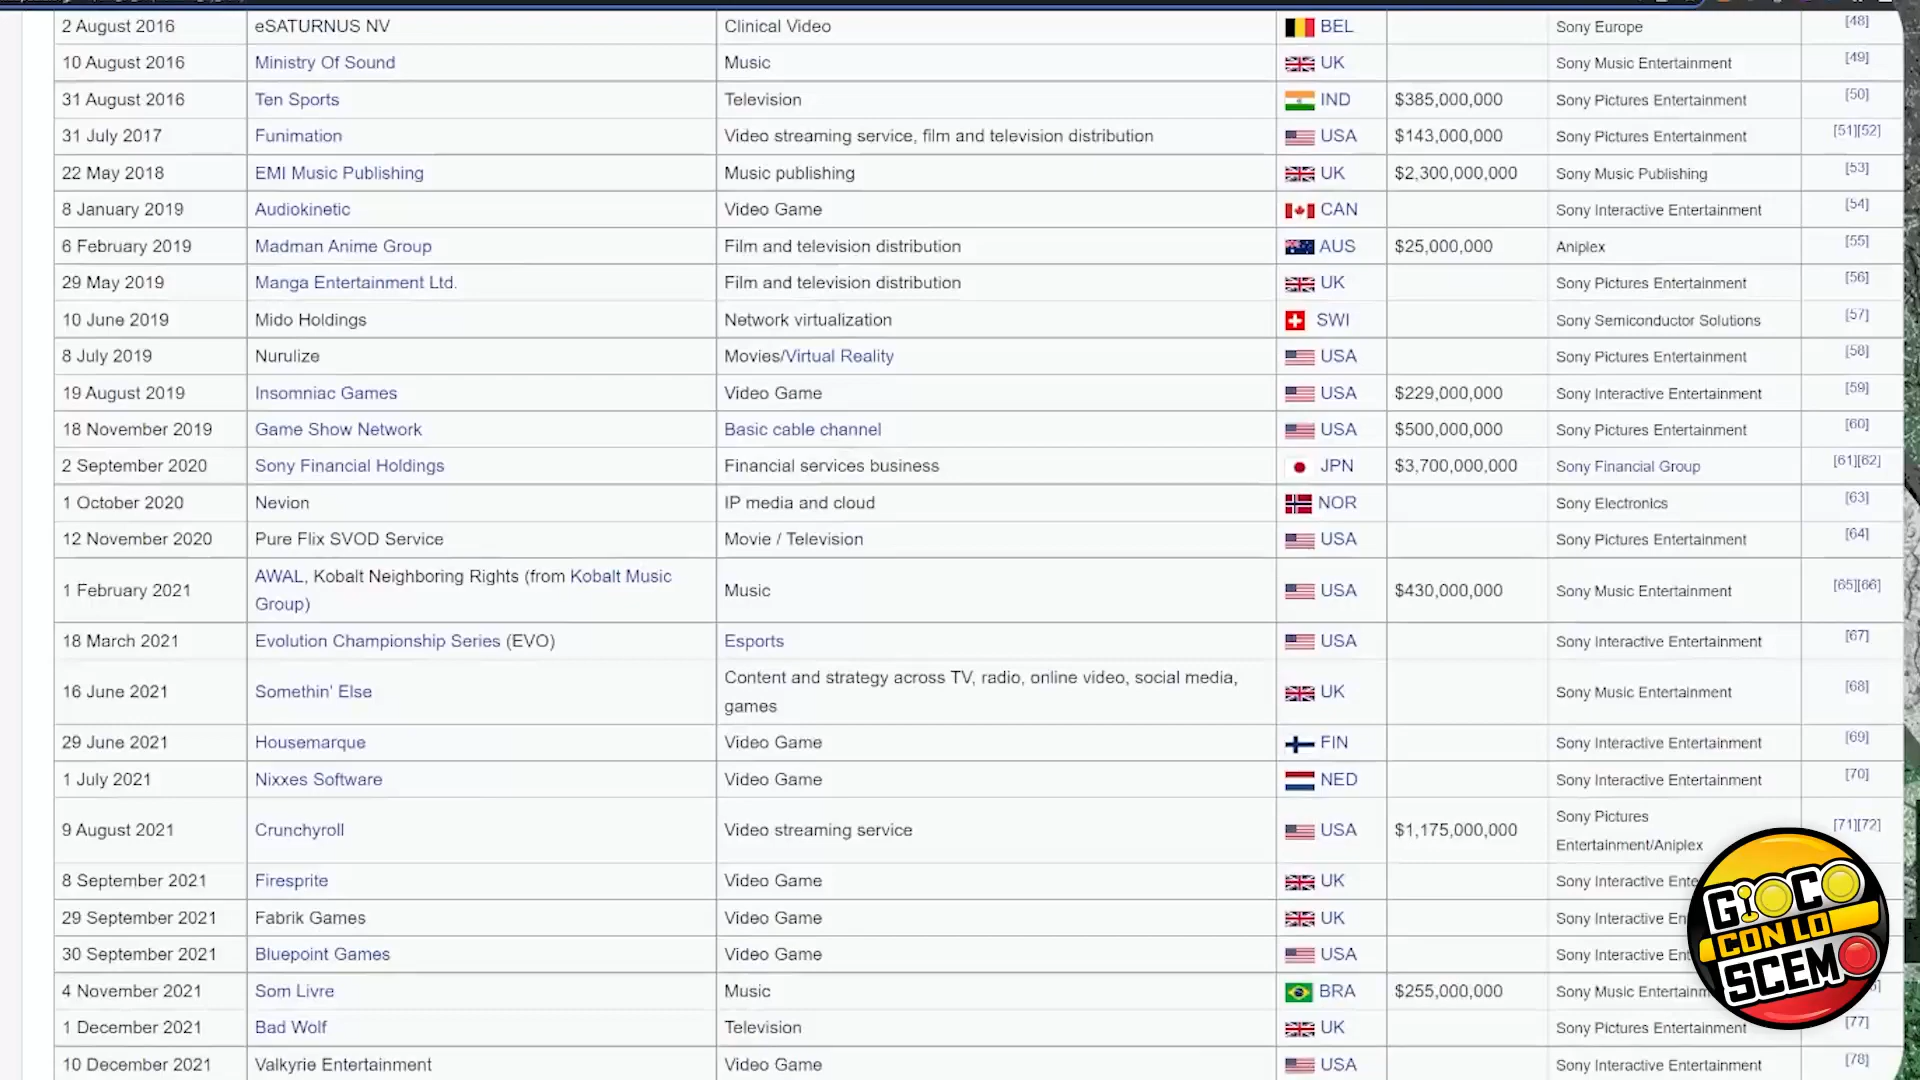 2 August 2016 eSATURNUS NV Clinical Video BEL Sony Europe [48]
10 August 2016 Ministry Of Sound Music UK Sony Music Entertainment [49]
31 August 2016 Ten Sports Television IND $385,000,000 Sony Pictures Entertainment [50]
31 July 2017 Funimation Video streaming service, film and television distribution USA $143,000,000 Sony Pictures Entertainment [51][52]
22 May 2018 EMI Music Publishing Music publishing UK $2,300,000,000 Sony Music Publishing [53]
8 January 2019 Audiokinetic Video Game CAN Sony Interactive Entertainment [54]
6 February 2019 Madman Anime Group Film and television distribution AUS $25,000,000 Aniplex [55]
29 May 2019 Manga Entertainment Ltd. Film and television distribution UK Sony Pictures Entertainment [56]
10 June 2019 Mido Holdings Network virtualization SWI Sony Semiconductor Solutions [57]
8 July 2019 Nurulize Movies/Virtual Reality USA Sony Pictures Entertainment [58]
19 August 2019 Insomniac Games Video Game USA $229,000,000 Sony Interactive Entertainment [59]
18 November 2019 Game Show Network Basic cable channel USA $500,000,000 Sony Pictures Entertainment [60]
2 September 2020 Sony Financial Holdings Financial services business JPN $3,700,000,000 Sony Financial Group [61][62]
1 October 2020 Nevion IP media and cloud NOR Sony Electronics [63]
12 November 2020 Pure Flix SVOD Service Movie / Television USA Sony Pictures Entertainment [64]
1 February 2021 AWAL, Kobalt Neighboring Rights (from Kobalt Music
Group) Music USA $430,000,000 Sony Music Entertainment [65][66]
18 March 2021 Evolution Championship Series (EVO) Esports USA Sony Interactive Entertainment [67]
16 June 2021 Somethin' Else Content and strategy across TV, radio, online video, social media,
games UK Sony Music Entertainment [68]
29 June 2021 Housemarque Video Game FIN Sony Interactive Entertainment [69]
1 July 2021 Nixxes Software Video Game NED Sony Interactive Entertainment [70]
9 August 2021 Crunchyroll Video streaming service USA $1,175,000,000 Sony Pictures
Entertainment/Aniplex [71][72]
8 September 2021 Firesprite Video Game UK Sony Interactive Ente
29 September 2021 Fabrik Games Video Game UK Sony Interactive En
30 September 2021 Bluepoint Games Video Game USA Sony Interactive Ent
4 November 2021 Som Livre Music BRA $255,000,000 Sony Music Entertainm
1 December 2021 Bad Wolf Television UK Sony Pictures Entertainment [77]
10 December 2021 Valkyrie Entertainment Video Game USA Sony Interactive Entertainment [78]
GIOCO
CON LO
SCEMO